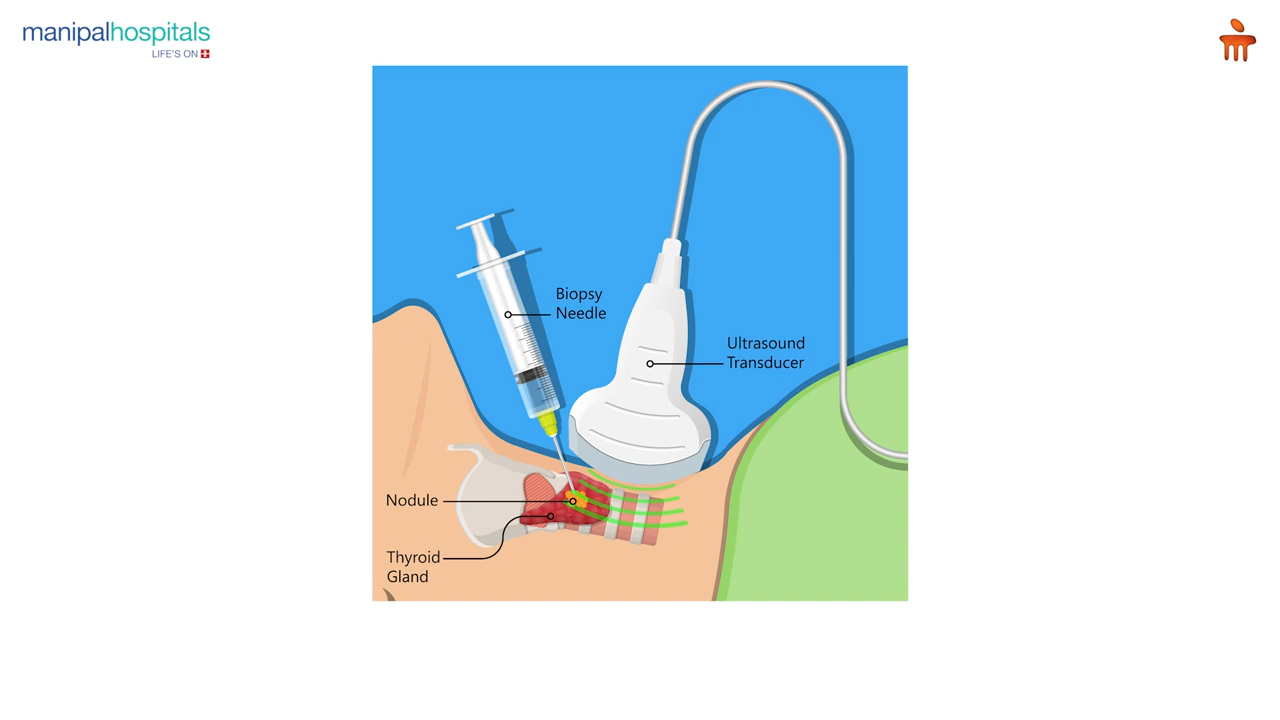 manipalhospitals
LIFE'S ON
Biopsy
Needle
Ultrasound
Transducer
Nodule
Thyroid
Gland